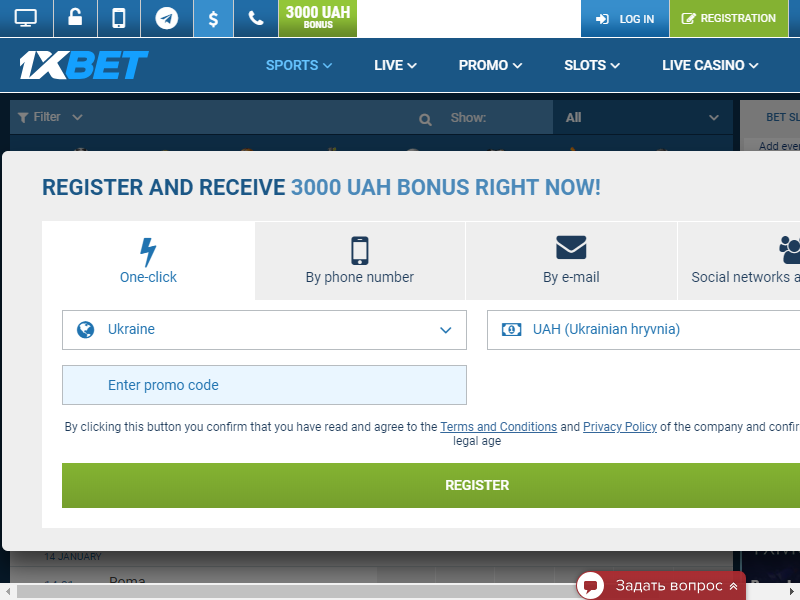 3000 UAH
BONUS
LOG IN
REGISTRATION
1XBET
SPORTS
LIVE
PROMO
SLOTS
LIVE CASINO
Filter
Show:
All
BET SL
Add even
REGISTER AND RECEIVE 3000 UAH BONUS RIGHT NOW!
One-click
By phone number
By e-mail
Social networks a
Ukraine
UAH (Ukrainian hryvnia)
Enter promo code
By clicking this button you confirm that you have read and agree to the Terms and Conditions and Privacy Policy of the company and confir
legal age
REGISTER
14 JANUARY
Roma
Задать вопрос